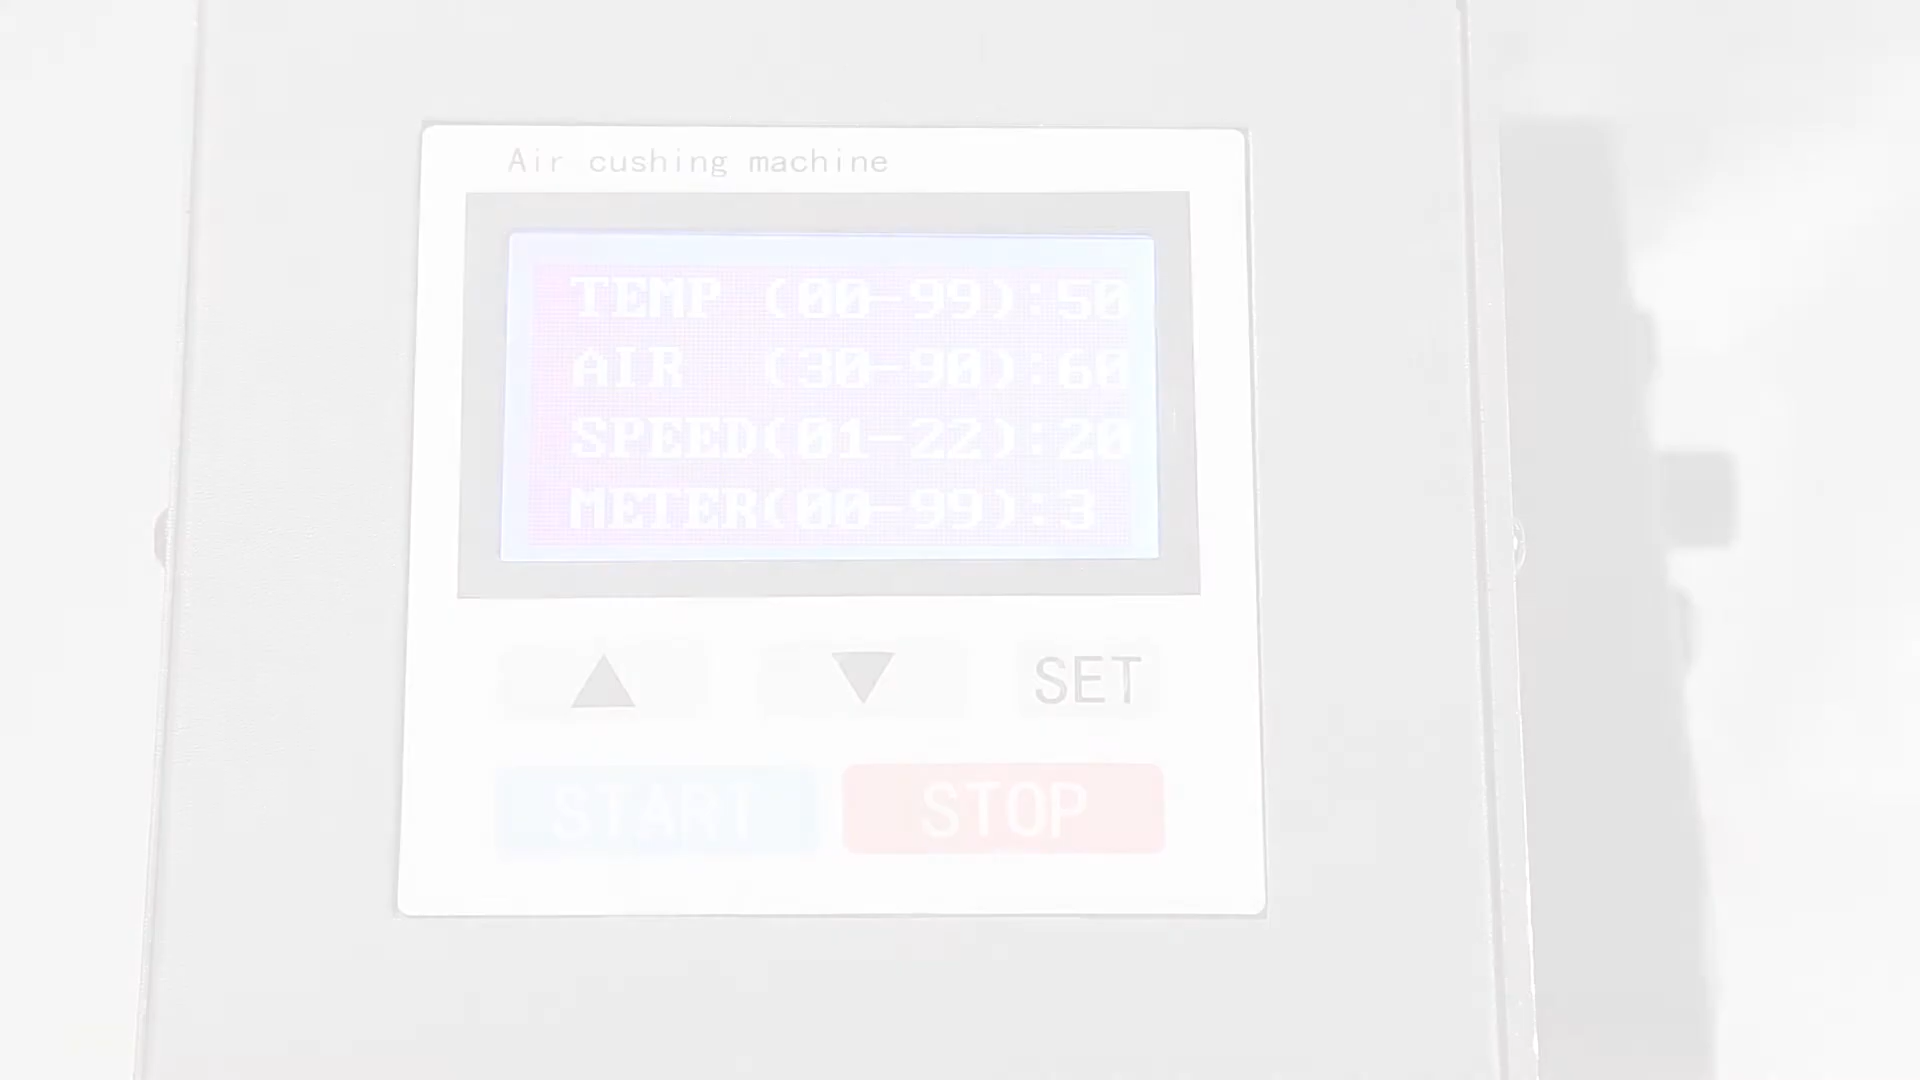 Air cushing machine
TEMP (00-99):50
AIR (30-90):60
SPEED(01-22):20
METER(00-99):3
▲ ▼ SET
START STOP